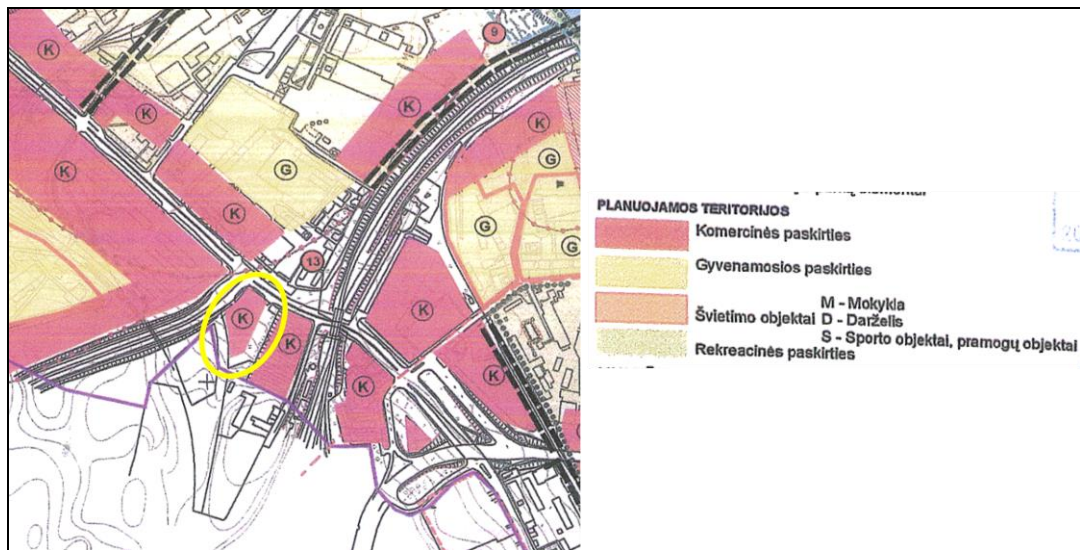 K
9
K
K
K
K
G
G
K
G
13
K
K
K
K
K
PLANUOJAMOS TERITORIJOS
Komercinės paskirties
Gyvenamosios paskirties
M - Mokykla
Švietimo objektai D - Darželis
S - Sporto objektai, pramogų objektai
Rekreacinės paskirties